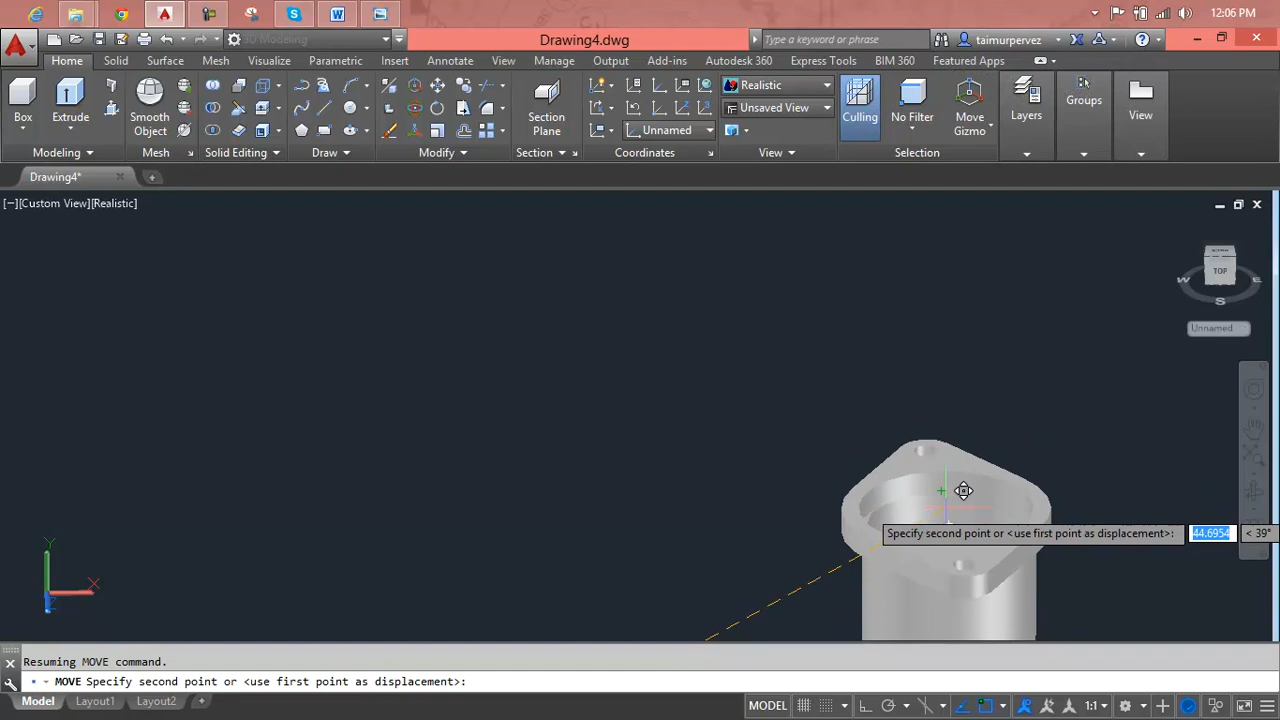 12:06 PM
3D Modeling
Drawing4.dwg
Type a keyword or phrase
taimurpervez
Home Solid Surface Mesh Visualize Parametric Insert Annotate View Manage Output Add-ins Autodesk 360 Express Tools BIM 360 Featured Apps
Realistic
Unsaved View
Unnamed
Box Extrude Smooth Object Section Plane Culling No Filter Move Gizmo Layers Groups View
Modeling Mesh Solid Editing Draw Modify Section Coordinates View Selection
Drawing4*
[−][Custom View][Realistic]
TOP
W E
S
Unnamed
Specify second point or <use first point as displacement>: 44.6954 < 39°
Y
X
Z
Resuming MOVE command.
MOVE Specify second point or <use first point as displacement>:
Model Layout1 Layout2 +
MODEL 1:1